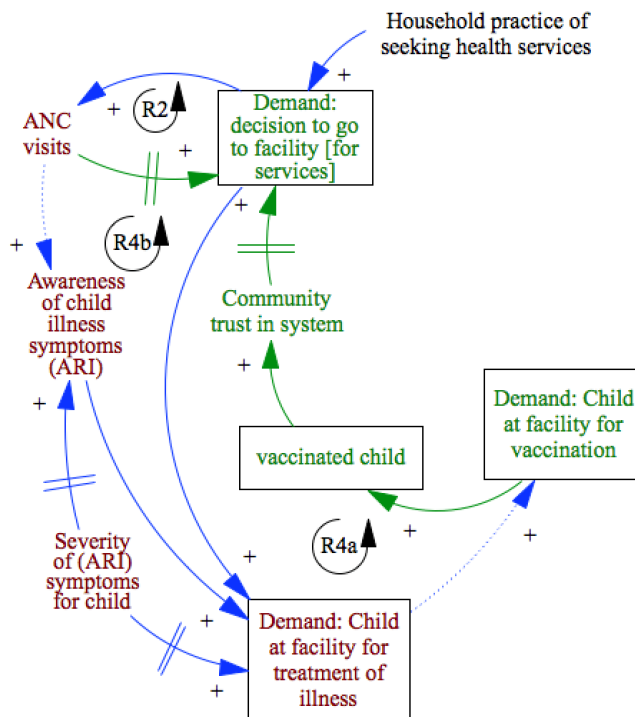 Household practice of
seeking health services
+
+
R2
Demand:
decision to go
to facility [for
services]
ANC
visits
+
+
R4b
+
Awareness
of child
illness
symptoms
(ARI)
Community
trust in system
+
+
Demand: Child
at facility for
vaccination
vaccinated child
+
+
R4a
Severity
of (ARI)
symptoms
for child
+
+
+
Demand: Child
at facility for
treatment of
illness